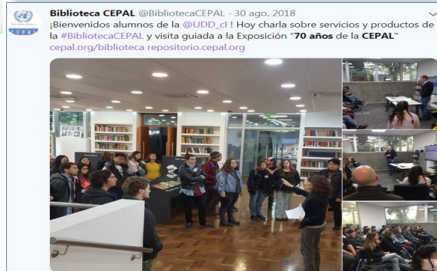 Biblioteca CEPAL @BibliotecaCEPAL · 30 ago. 2018
¡Bienvenidos alumnos de la @UDD_cl ! Hoy charla sobre servicios y productos de
la #BibliotecaCEPAL y visita guiada a la Exposición "70 años de la CEPAL"
cepal.org/biblioteca repositorio.cepal.org